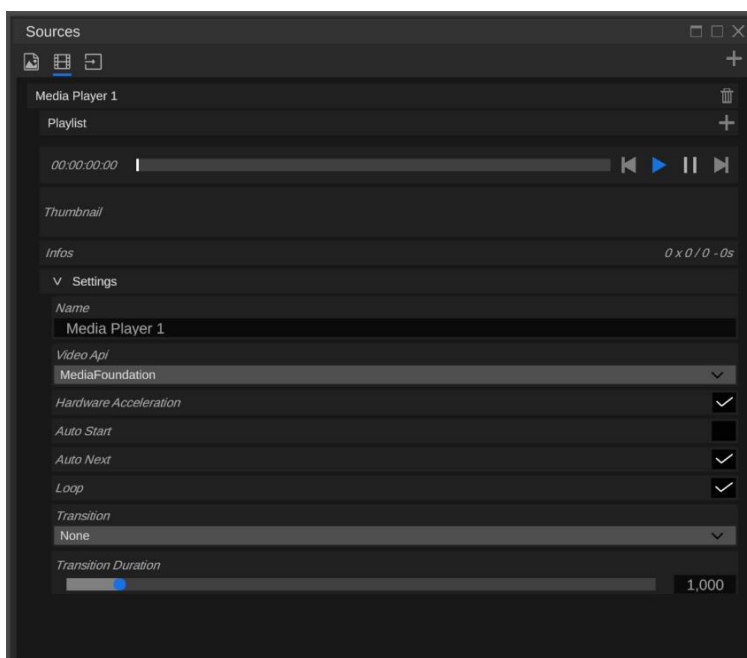 Sources
Media Player 1
Playlist
00:00:00:00
Thumbnail
Infos 0 x 0 / 0 - 0s
Settings
Name
Media Player 1
Video Api
MediaFoundation
Hardware Acceleration
Auto Start
Auto Next
Loop
Transition
None
Transition Duration
1,000